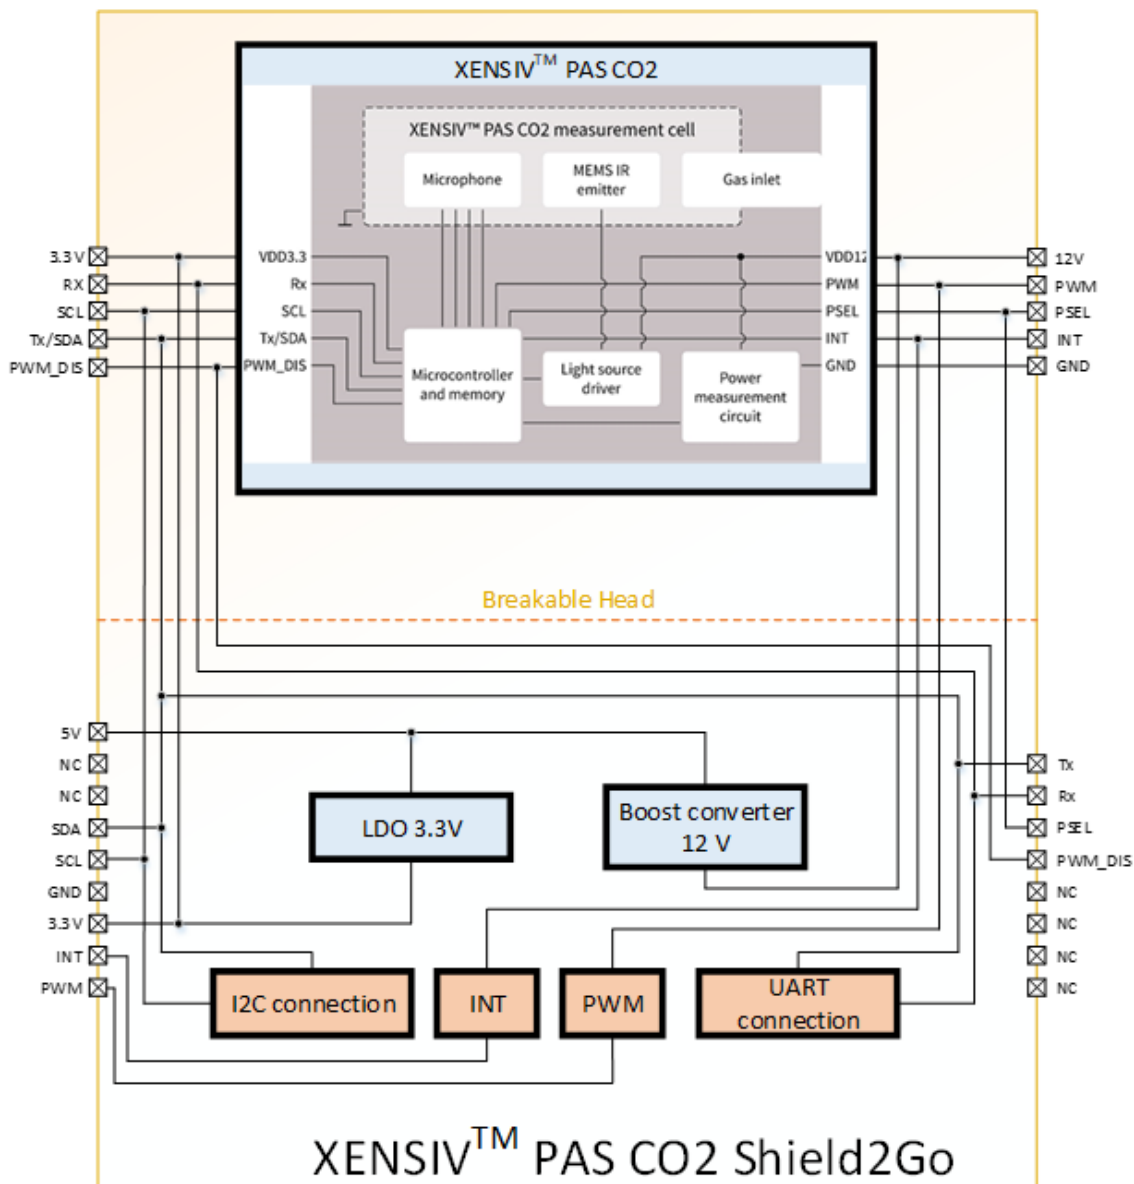 XENSIV™ PAS CO2
XENSIV™ PAS CO2 measurement cell
Microphone
MEMS IR
emitter
Gas inlet
3.3V
RX
SCL
Tx/SDA
PWM_DIS
VDD3.3
Rx
SCL
Tx/SDA
PWM_DIS
VDD12
PWM
PSEL
INT
GND
12V
PWM
PSEL
INT
GND
Microcontroller
and memory
Light source
driver
Power
measurement
circuit
Breakable Head
5V
NC
NC
SDA
SCL
GND
3.3V
INT
PWM
LDO 3.3V
Boost converter
12 V
Tx
Rx
PSEL
PWM_DIS
NC
NC
NC
NC
I2C connection
INT
PWM
UART
connection
XENSIV™ PAS CO2 Shield2Go